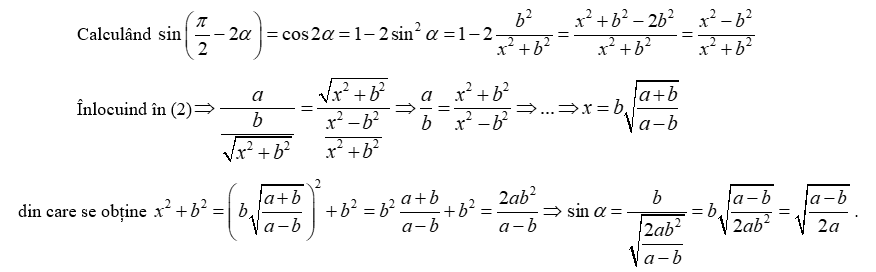 Calculând $\sin\left(\frac{\pi}{2}-2\alpha\right)=\cos 2\alpha=1-2\sin^2\alpha=1-2\frac{b^2}{x^2+b^2}=\frac{x^2+b^2-2b^2}{x^2+b^2}=\frac{x^2-b^2}{x^2+b^2}$
Înlocuind în (2)$\Rightarrow\frac{a}{\frac{b}{\sqrt{x^2+b^2}}}=\frac{\sqrt{x^2+b^2}}{\frac{x^2-b^2}{x^2+b^2}}\Rightarrow\frac{a}{b}=\frac{x^2+b^2}{x^2-b^2}\Rightarrow...\Rightarrow x=b\sqrt{\frac{a+b}{a-b}}$
din care se obține $x^2+b^2=\left(b\sqrt{\frac{a+b}{a-b}}\right)^2+b^2=b^2\frac{a+b}{a-b}+b^2=\frac{2ab^2}{a-b}\Rightarrow\sin\alpha=\frac{b}{\sqrt{\frac{2ab^2}{a-b}}}=b\sqrt{\frac{a-b}{2ab^2}}=\sqrt{\frac{a-b}{2a}}$ .